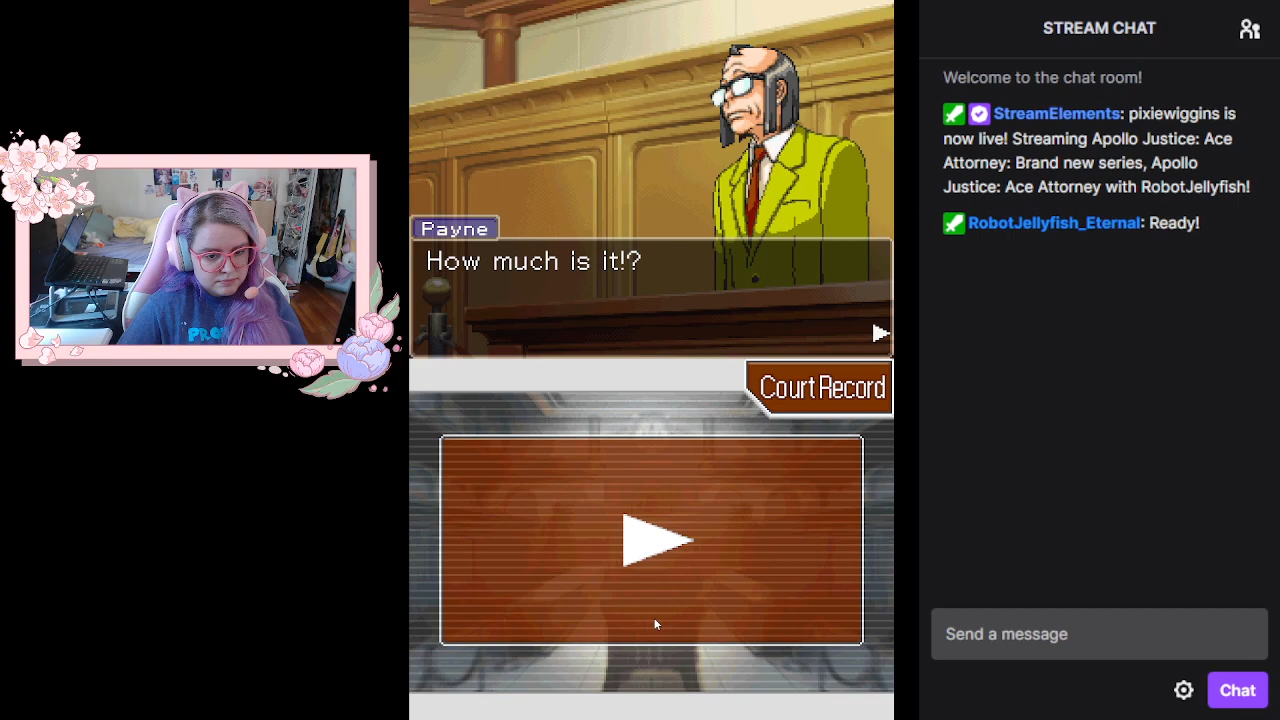 Payne
How much is it!?
Court Record
STREAM CHAT
Welcome to the chat room!
StreamElements: pixiewiggins is
now live! Streaming Apollo Justice: Ace
Attorney: Brand new series, Apollo
Justice: Ace Attorney with RobotJellyfish!
RobotJellyfish_Eternal: Ready!
Send a message
Chat